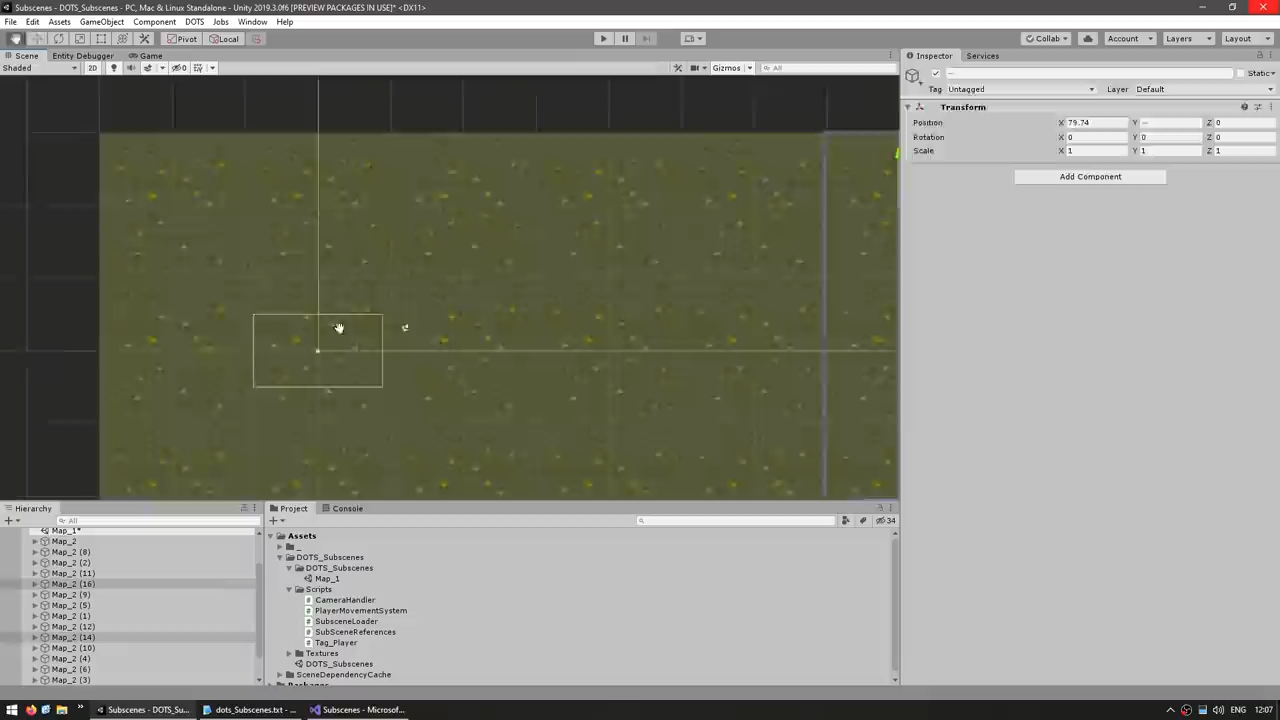 Subscenes - DOTS_Subscenes - PC, Mac & Linux Standalone - Unity 2019.3.0f6 [PREVIEW PACKAGES IN USE]* <DX11>
File Edit Assets GameObject Component DOTS Jobs Window Help
Pivot Local Collab Account Layers Layout
Scene Entity Debugger Game Inspector Services
Shaded 2D 0 Gizmos All
— Static
Tag Untagged Layer Default
Transform
Position X 79.74 Y — Z 0
Rotation X 0 Y 0 Z 0
Scale X 1 Y 1 Z 1
Add Component
Hierarchy
All
Map_1*
Map_2
Map_2 (8)
Map_2 (2)
Map_2 (11)
Map_2 (16)
Map_2 (9)
Map_2 (5)
Map_2 (1)
Map_2 (12)
Map_2 (14)
Map_2 (10)
Map_2 (4)
Map_2 (6)
Map_2 (3)
Project Console
34
Assets
_
DOTS_Subscenes
DOTS_Subscenes
Map_1
Scripts
CameraHandler
PlayerMovementSystem
SubsceneLoader
SubSceneReferences
Tag_Player
Textures
DOTS_Subscenes
SceneDependencyCache
Packages
Subscenes - DOTS_Su... dots_Subscenes.txt - ... Subscenes - Microsof... ENG 12:07